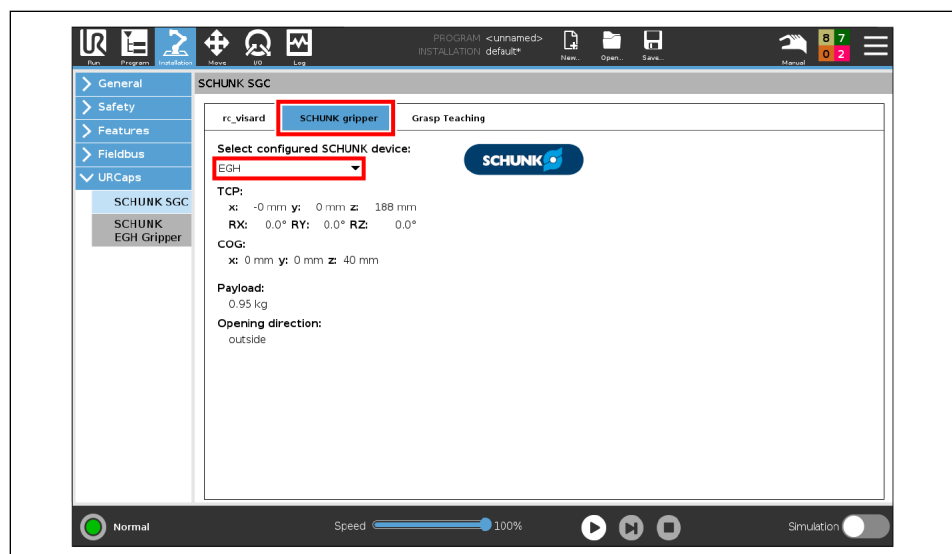 UR
PROGRAM <unnamed>
INSTALLATION default*
Run Program Installation Move I/O Log New... Open... Save... Manual
8 7
0 2
General
Safety
Features
Fieldbus
URCaps
SCHUNK SGC
SCHUNK
EGH Gripper
SCHUNK SGC
rc_visard SCHUNK gripper Grasp Teaching
Select configured SCHUNK device:
SCHUNK
EGH
TCP:
x: -0 mm y: 0 mm z: 188 mm
RX: 0.0° RY: 0.0° RZ: 0.0°
COG:
x: 0 mm y: 0 mm z: 40 mm
Payload:
0.95 kg
Opening direction:
outside
Normal Speed 100% Simulation